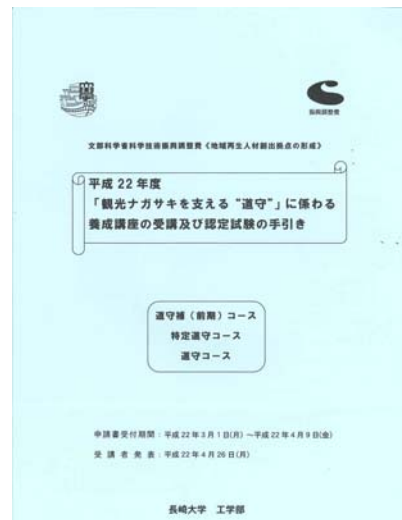 振興調整費
文部科学省科学技術振興調整費《地域再生人材創出拠点の形成》
平成22年度
「観光ナガサキを支える“道守”」に係わる
養成講座の受講及び認定試験の手引き
道守補(前期)コース
特定道守コース
道守コース
申請書受付期間:平成22年3月1日(月)～平成22年4月9日(金)
受講者発表:平成22年4月26日(月)
長崎大学 工学部